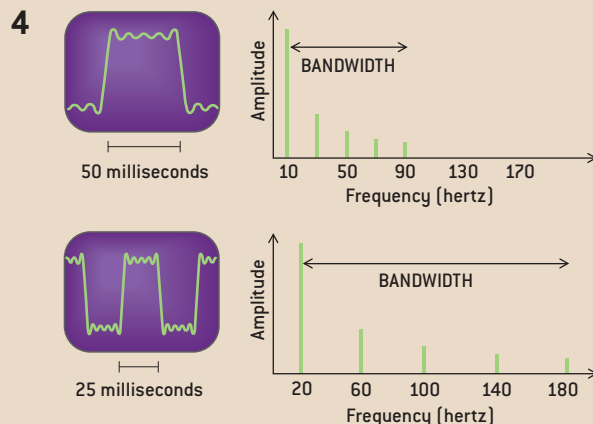 4
Amplitude
BANDWIDTH
10 50 90 130 170
Frequency (hertz)
50 milliseconds
Amplitude
BANDWIDTH
20 60 100 140 180
Frequency (hertz)
25 milliseconds